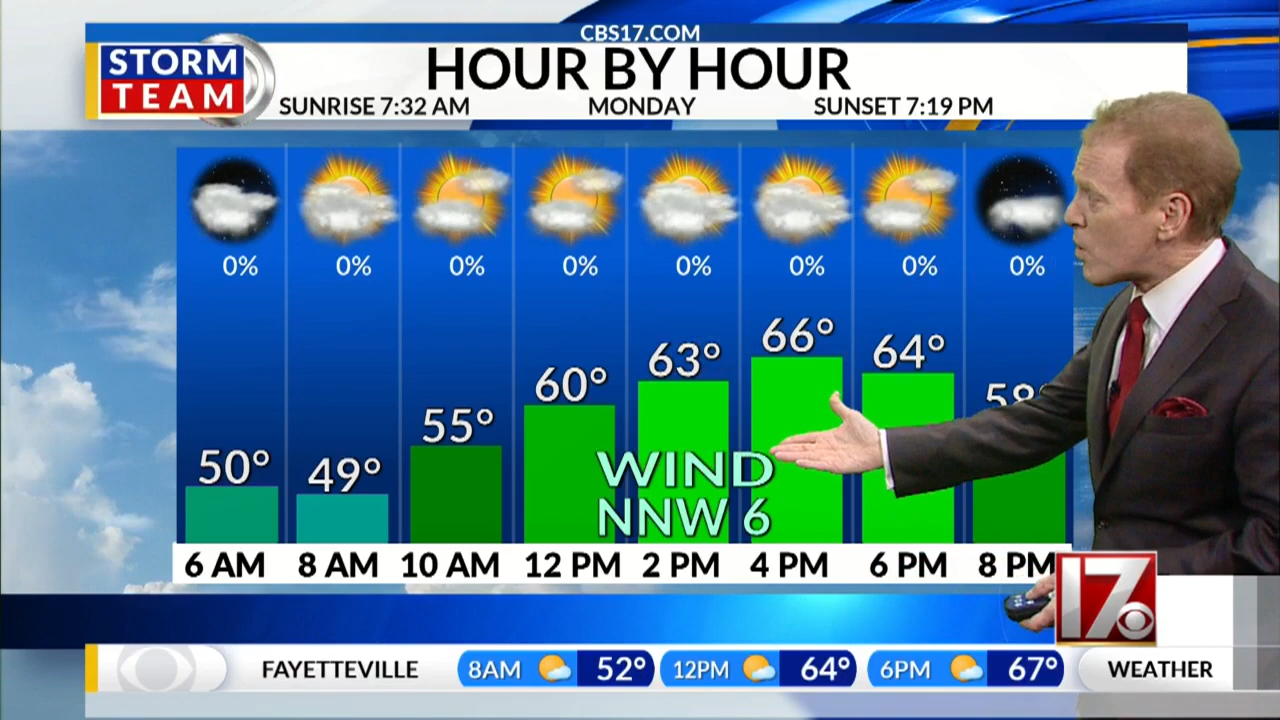 CBS17.COM
STORM
TEAM
HOUR BY HOUR
SUNRISE 7:32 AM MONDAY SUNSET 7:19 PM
0% 0% 0% 0% 0% 0% 0% 0%
50° 49° 55° 60° 63° 66° 64° 58°
WIND
NNW 6
6 AM 8 AM 10 AM 12 PM 2 PM 4 PM 6 PM 8 PM
17
FAYETTEVILLE 8AM 52° 12PM 64° 6PM 67° WEATHER